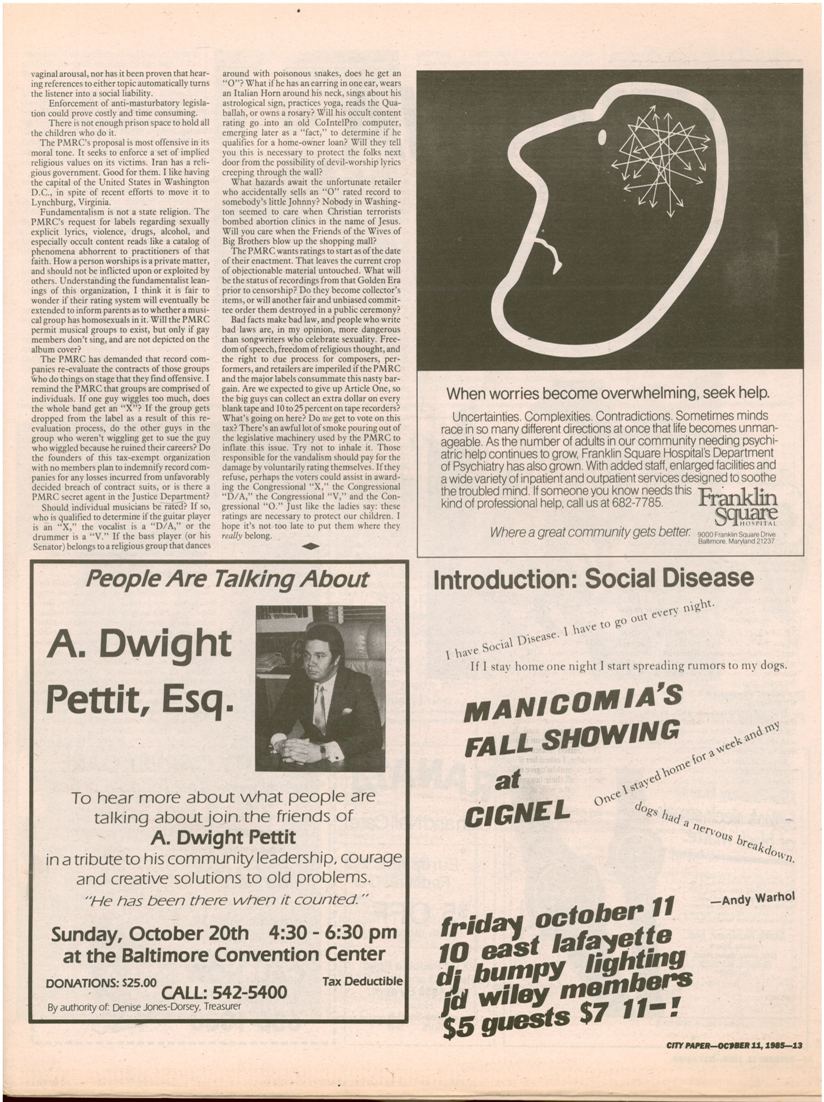 vaginal arousal, nor has it been proven that hear-
ing references to either topic automatically turns
the listener into a social liability.
Enforcement of anti-masturbatory legisla-
tion could prove costly and time consuming.
There is not enough prison space to hold all
the children who do it.
The PMRC's proposal is most offensive in its
moral tone. It seeks to enforce a set of implied
religious values on its victims. Iran has a reli-
gious government. Good for them. I like having
the capital of the United States in Washington
D.C., in spite of recent efforts to move it to
Lynchburg, Virginia.
Fundamentalism is not a state religion. The
PMRC's request for labels regarding sexually
explicit lyrics, violence, drugs, alcohol, and
especially occult content reads like a catalog of
phenomena abhorrent to practitioners of that
faith. How a person worships is a private matter,
and should not be inflicted upon or exploited by
others. Understanding the fundamentalist lean-
ings of this organization, I think it is fair to
wonder if their rating system will eventually be
extended to inform parents as to whether a musi-
cal group has homosexuals in it. Will the PMRC
permit musical groups to exist, but only if gay
members don't sing, and are not depicted on the
album cover?
The PMRC has demanded that record com-
panies re-evaluate the contracts of those groups
who do things on stage that they find offensive. I
remind the PMRC that groups are comprised of
individuals. If one guy wiggles too much, does
the whole band get an "X"? If the group gets
dropped from the label as a result of this re-
evaluation process, do the other guys in the
group who weren't wiggling get to sue the guy
who wiggled because he ruined their careers? Do
the founders of this tax-exempt organization
with no members plan to indemnify record com-
panies for any losses incurred from unfavorably
decided breach of contract suits, or is there a
PMRC secret agent in the Justice Department?
Should individual musicians be rated? If so,
who is qualified to determine if the guitar player
is an "X," the vocalist is a "D/A," or the
drummer is a "V." If the bass player (or his
Senator) belongs to a religious group that dances
around with poisonous snakes, does he get an
"O"? What if he has an earring in one ear, wears
an Italian Horn around his neck, sings about his
astrological sign, practices yoga, reads the Qua-
ballah, or owns a rosary? Will his occult content
rating go into an old CoIntelPro computer,
emerging later as a "fact," to determine if he
qualifies for a home-owner loan? Will they tell
you this is necessary to protect the folks next
door from the possibility of devil-worship lyrics
creeping through the wall?
What hazards await the unfortunate retailer
who accidentally sells an "O" rated record to
somebody's little Johnny? Nobody in Washing-
ton seemed to care when Christian terrorists
bombed abortion clinics in the name of Jesus.
Will you care when the Friends of the Wives of
Big Brothers blow up the shopping mall?
The PMRC wants ratings to start as of the date
of their enactment. That leaves the current crop
of objectionable material untouched. What will
be the status of recordings from that Golden Era
prior to censorship? Do they become collector's
items, or will another fair and unbiased commit-
tee order them destroyed in a public ceremony?
Bad facts make bad law, and people who write
bad laws are, in my opinion, more dangerous
than songwriters who celebrate sexuality. Free-
dom of speech, freedom of religious thought, and
the right to due process for composers, per-
formers, and retailers are imperiled if the PMRC
and the major labels consummate this nasty bar-
gain. Are we expected to give up Article One, so
the big guys can collect an extra dollar on every
blank tape and 10 to 25 percent on tape recorders?
What's going on here? Do we get to vote on this
tax? There's an awful lot of smoke pouring out of
the legislative machinery used by the PMRC to
inflate this issue. Try not to inhale it. Those
responsible for the vandalism should pay for the
damage by voluntarily rating themselves. If they
refuse, perhaps the voters could assist in award-
ing the Congressional "X," the Congressional
"D/A," the Congressional "V," and the Con-
gressional "O." Just like the ladies say: these
ratings are necessary to protect our children. I
hope it's not too late to put them where they
really belong.
When worries become overwhelming, seek help.
Uncertainties. Complexities. Contradictions. Sometimes minds
race in so many different directions at once that life becomes unman-
ageable. As the number of adults in our community needing psychi-
atric help continues to grow, Franklin Square Hospital's Department
of Psychiatry has also grown. With added staff, enlarged facilities and
a wide variety of inpatient and outpatient services designed to soothe
the troubled mind. If someone you know needs this
kind of professional help, call us at 682-7785.
Franklin
Square
HOSPITAL
Where a great community gets better.
9000 Franklin Square Drive
Baltimore, Maryland 21237
People Are Talking About
A. Dwight
Pettit, Esq.
To hear more about what people are
talking about join the friends of
A. Dwight Pettit
in a tribute to his community leadership, courage
and creative solutions to old problems.
"He has been there when it counted."
Sunday, October 20th 4:30 - 6:30 pm
at the Baltimore Convention Center
DONATIONS: $25.00
CALL: 542-5400
Tax Deductible
By authority of: Denise Jones-Dorsey, Treasurer
Introduction: Social Disease
I have Social Disease. I have to go out every night.
If I stay home one night I start spreading rumors to my dogs.
MANICOMIA'S
FALL SHOWING
at
CIGNEL
Once I stayed home for a week and my
dogs had a nervous breakdown.
—Andy Warhol
friday october 11
10 east lafayette
dj bumpy lighting
jd wiley members
$5 guests $7 11–!
CITY PAPER—OCTOBER 11, 1985—13